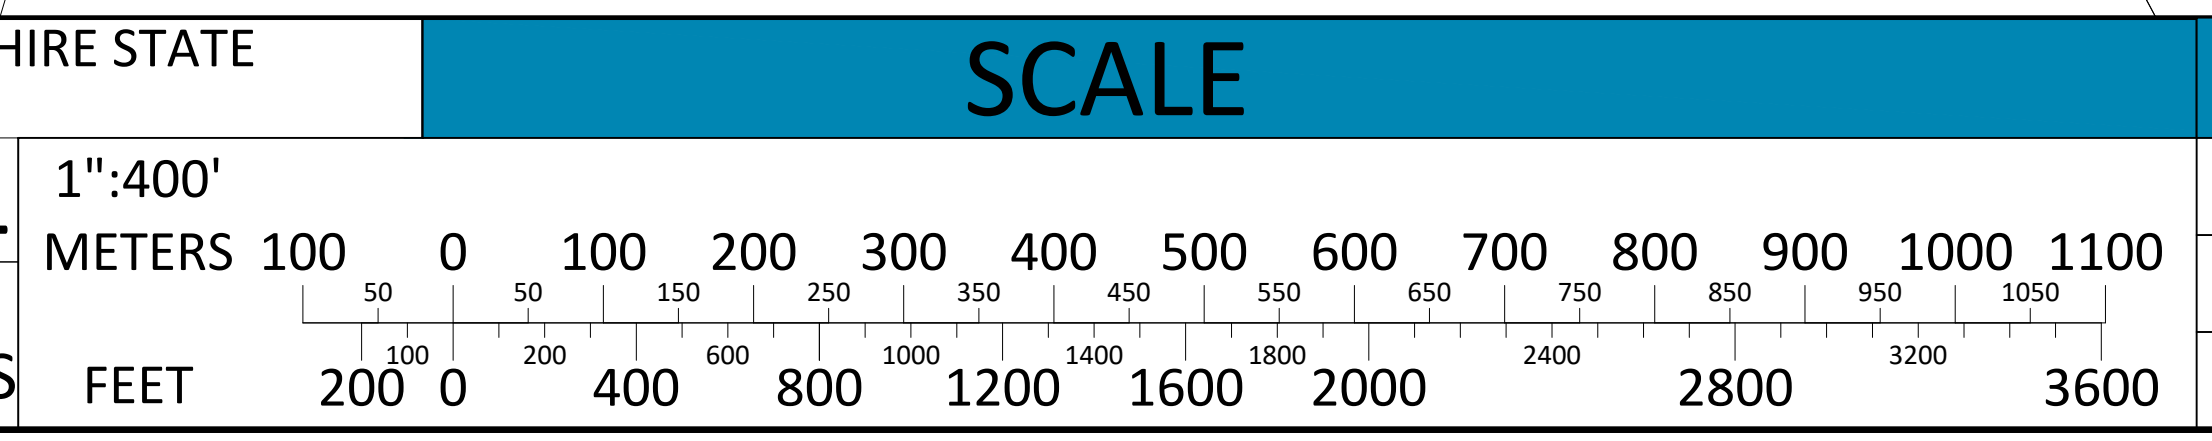 HIRE STATE
SCALE
1":400'
METERS 100 0 100 200 300 400 500 600 700 800 900 1000 1100
50 50 150 250 350 450 550 650 750 850 950 1050
100 200 600 1000 1400 1800 2400 3200
FEET 200 0 400 800 1200 1600 2000 2800 3600